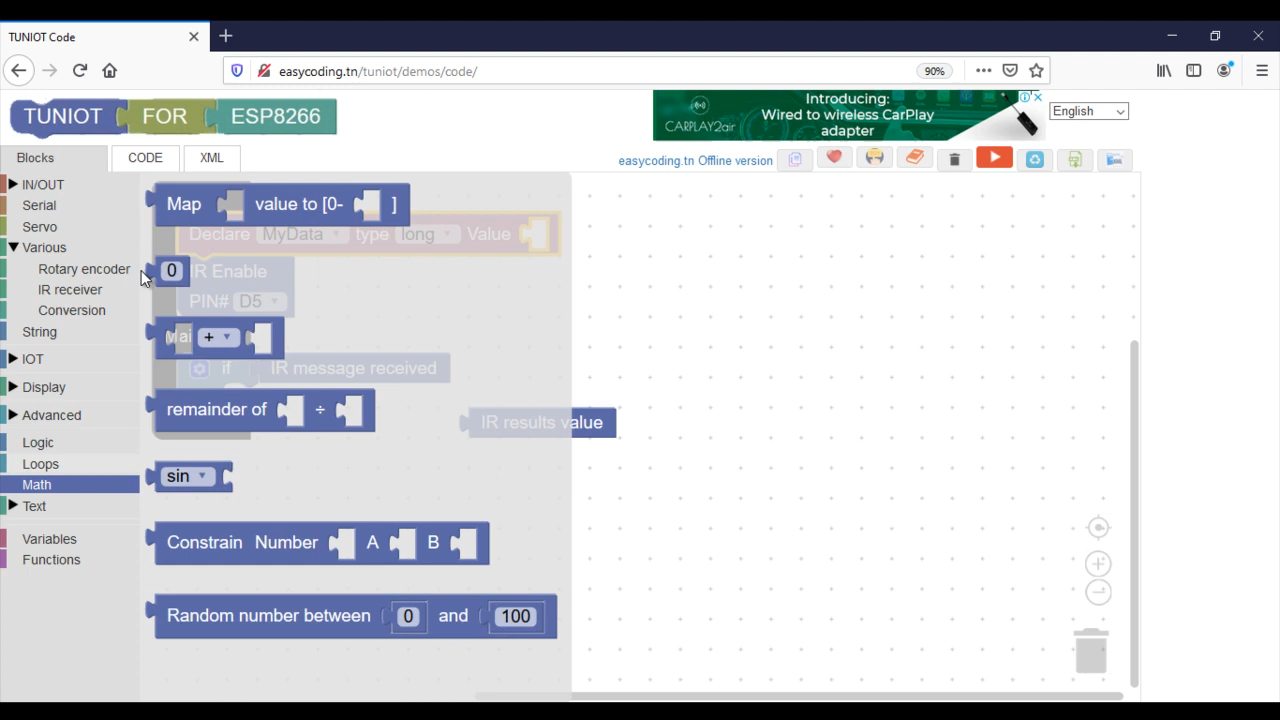 TUNIOT Code
easycoding.tn/tuniot/demos/code/
90%
TUNIOT FOR ESP8266
CARPLAY2air
Introducing:
Wired to wireless CarPlay
adapter
English
Blocks
CODE
XML
easycoding.tn Offline version
IN/OUT
Serial
Servo
Various
Rotary encoder
IR receiver
Conversion
String
IOT
Display
Advanced
Logic
Loops
Math
Text
Variables
Functions
Map value to [0- ]
Declare MyData type long Value
0
IR Enable
PIN# D5
Mai
+
if IR message received
remainder of ÷
IR results value
sin
Constrain Number A B
Random number between 0 and 100